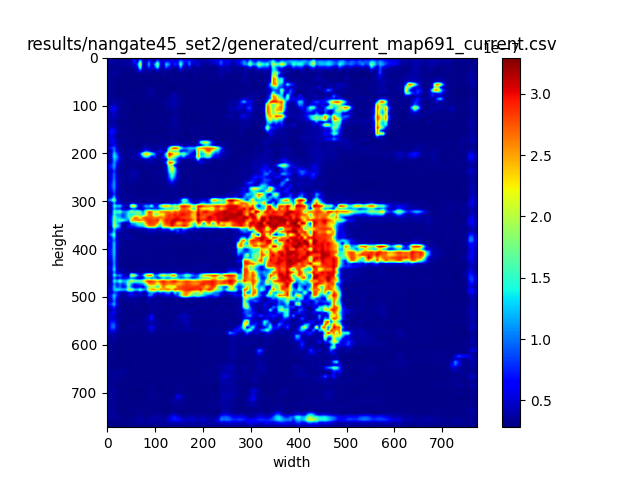 results/nangate45_set2/generated/current_map691_current.csv
1e−7
0
100
200
300
400
500
600
700
height
0 100 200 300 400 500 600 700
width
3.0
2.5
2.0
1.5
1.0
0.5